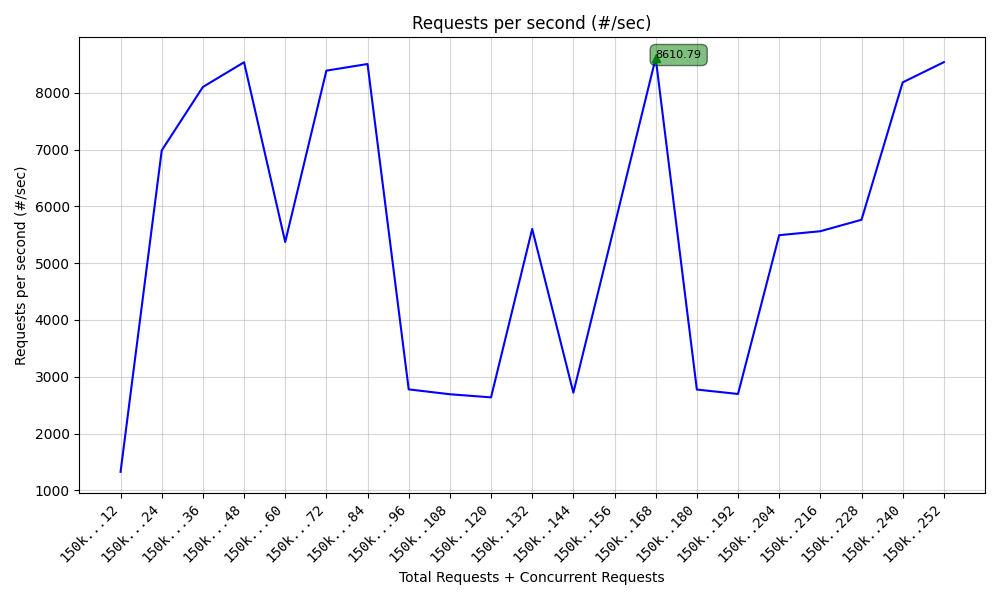 Requests per second (#/sec)
8610.79
Requests per second (#/sec)
8000
7000
6000
5000
4000
3000
2000
1000
150k...12
150k...24
150k...36
150k...48
150k...60
150k...72
150k...84
150k...96
150k..108
150k..120
150k..132
150k..144
150k..156
150k..168
150k..180
150k..192
150k..204
150k..216
150k..228
150k..240
150k..252
Total Requests + Concurrent Requests